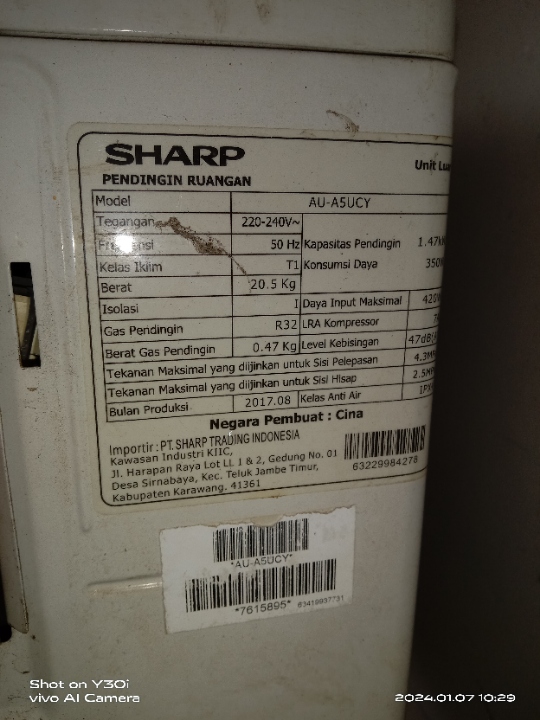 SHARP
Unit
PENDINGIN RUANGAN
Model AU-A5UCY
Tegangan 220-240V~
50 Hz Kapasitas Pendingin
Kelas Iklim T1 Konsumsi Daya
Berat 20.5 Kg
Isolasi I Daya Input Maksimal
Gas Pendingin R32 LRA Kompressor
Berat Gas Pendingin 0.47 Kg Level Kebisingan
Tekanan Maksimal yang diijinkan untuk Sisi Pelepasan
Tekanan Maksimal yang diijinkan untuk Sisi Hisap
Bulan Produksi 2017.08 Kelas Anti Air
Negara Pembuat : Cina
Importir : PT. SHARP TRADING INDONESIA
Kawasan Industri KIIC,
Jl. Harapan Raya Lot LL 1 & 2, Gedung No. 01
Desa Sirnabaya, Kec. Teluk Jambe Timur,
Kabupaten Karawang. 41361
63229984278
*AU-A5UCY*
*7615895*
Shot on Y30i
vivo AI Camera
2024.01.07 10:29